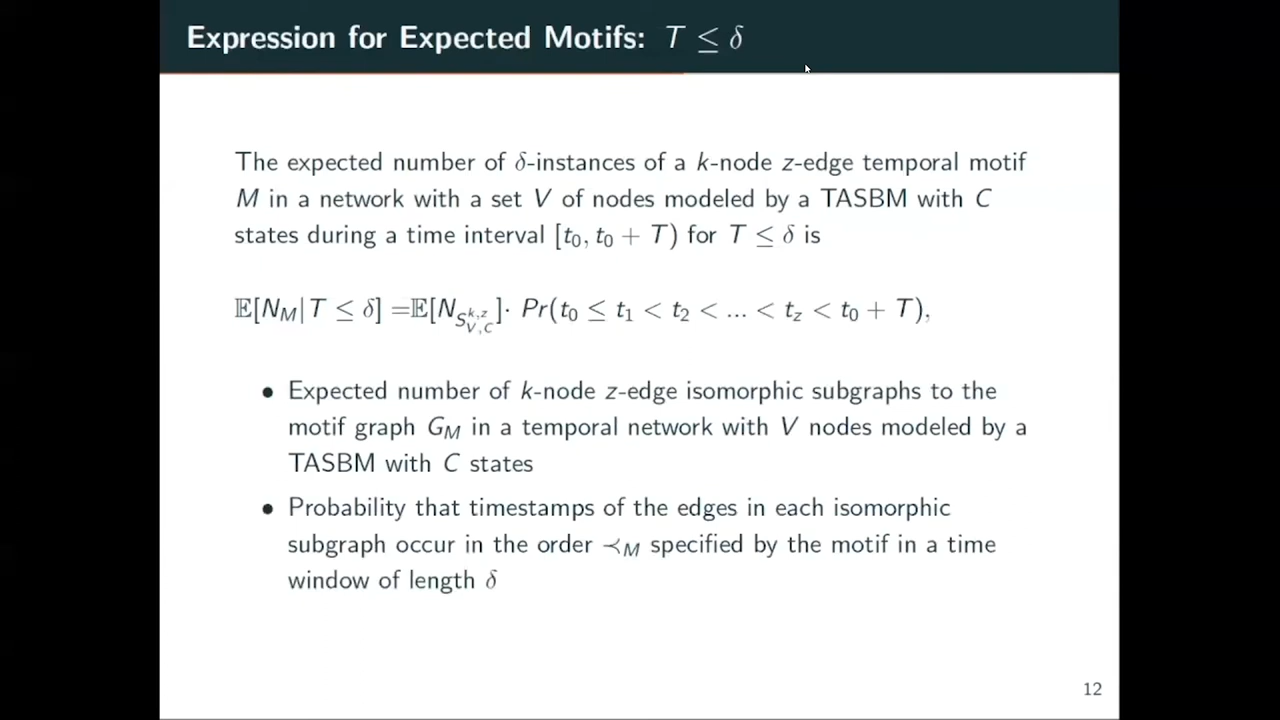 Expression for Expected Motifs: T ≤ δ
The expected number of δ-instances of a k-node z-edge temporal motif
M in a network with a set V of nodes modeled by a TASBM with C
states during a time interval [t₀, t₀ + T) for T ≤ δ is
𝔼[N_M|T ≤ δ] =𝔼[N_{S^{k,z}_{V,C}}]· Pr(t₀ ≤ t₁ < t₂ < ... < t_z < t₀ + T),
• Expected number of k-node z-edge isomorphic subgraphs to the
motif graph G_M in a temporal network with V nodes modeled by a
TASBM with C states
• Probability that timestamps of the edges in each isomorphic
subgraph occur in the order ≺_M specified by the motif in a time
window of length δ
12